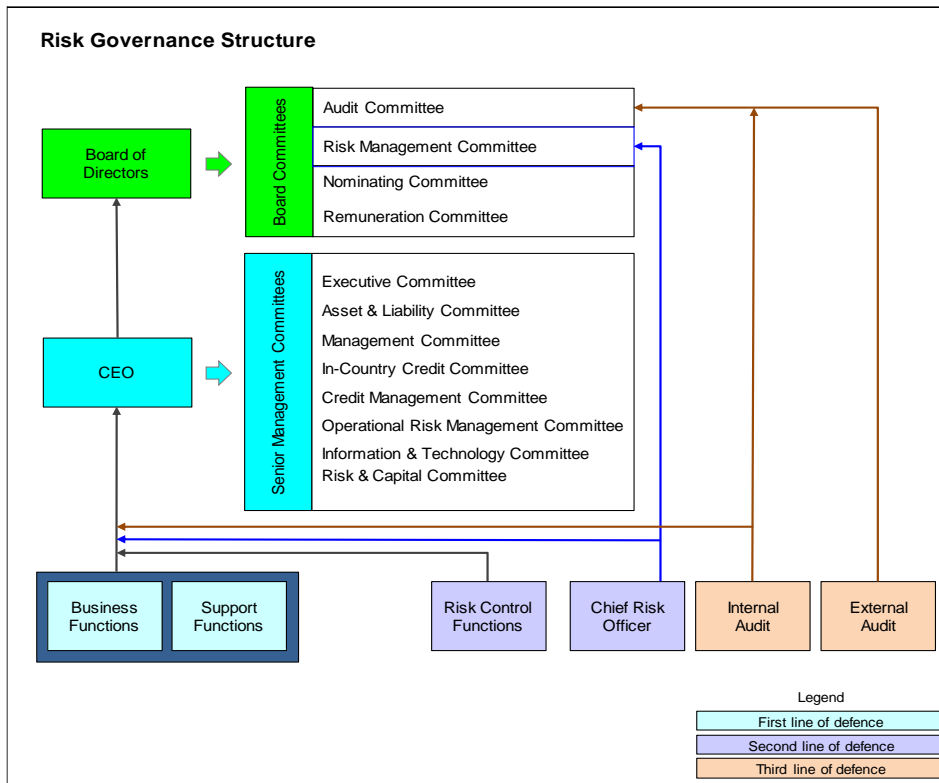 Risk Governance Structure
Board of
Directors
Board Committees
Audit Committee
Risk Management Committee
Nominating Committee
Remuneration Committee
CEO
Senior Management Committees
Executive Committee
Asset & Liability Committee
Management Committee
In-Country Credit Committee
Credit Management Committee
Operational Risk Management Committee
Information & Technology Committee
Risk & Capital Committee
Business
Functions
Support
Functions
Risk Control
Functions
Chief Risk
Officer
Internal
Audit
External
Audit
Legend
First line of defence
Second line of defence
Third line of defence